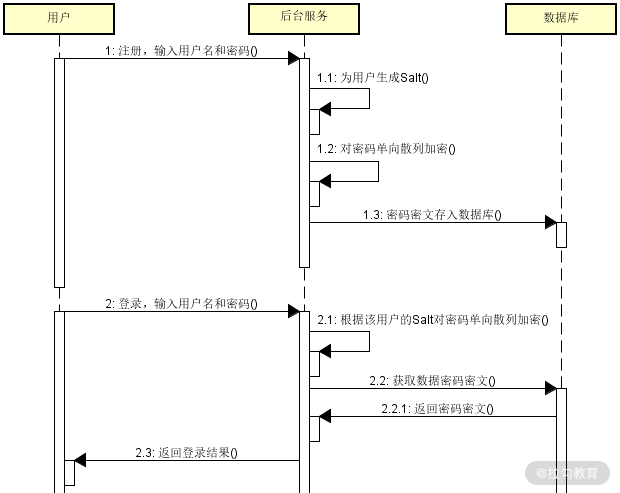 用户
后台服务
数据库
1: 注册，输入用户名和密码()
1.1: 为用户生成Salt()
1.2: 对密码单向散列加密()
1.3: 密码密文存入数据库()
2: 登录，输入用户名和密码()
2.1: 根据该用户的Salt对密码单向散列加密()
2.2: 获取数据密码密文()
2.2.1: 返回密码密文()
2.3: 返回登录结果()
@拉勾教育